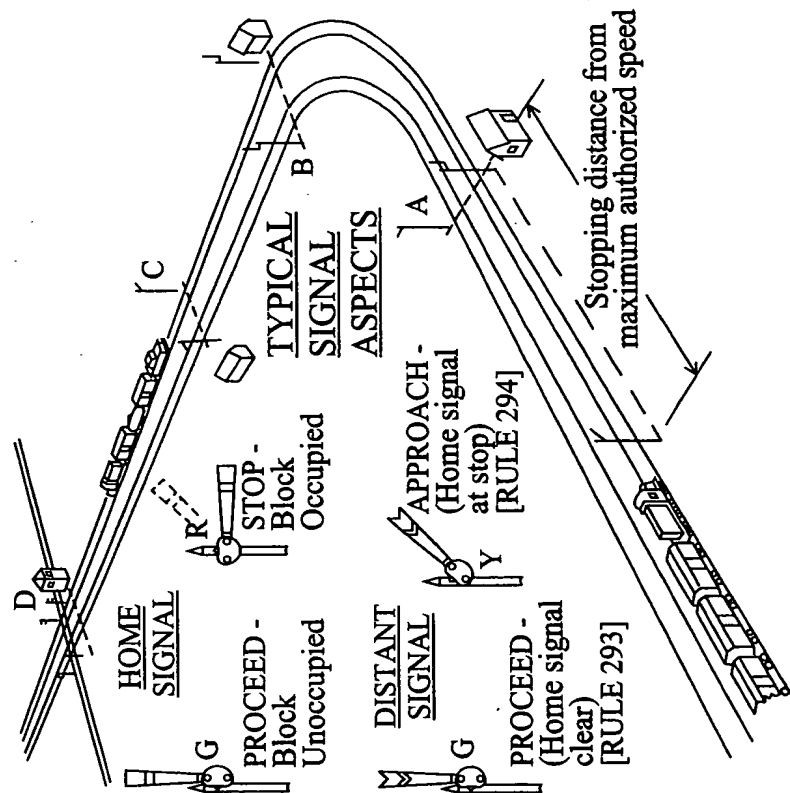 D
C
B
A
HOME
SIGNAL
G
PROCEED -
Block
Unoccupied
R
STOP -
Block
Occupied
TYPICAL
SIGNAL
ASPECTS
DISTANT
SIGNAL
G
PROCEED -
(Home signal
clear)
[RULE 293]
Y
APPROACH -
(Home signal
at stop)
[RULE 294]
Stopping distance from
maximum authorized speed